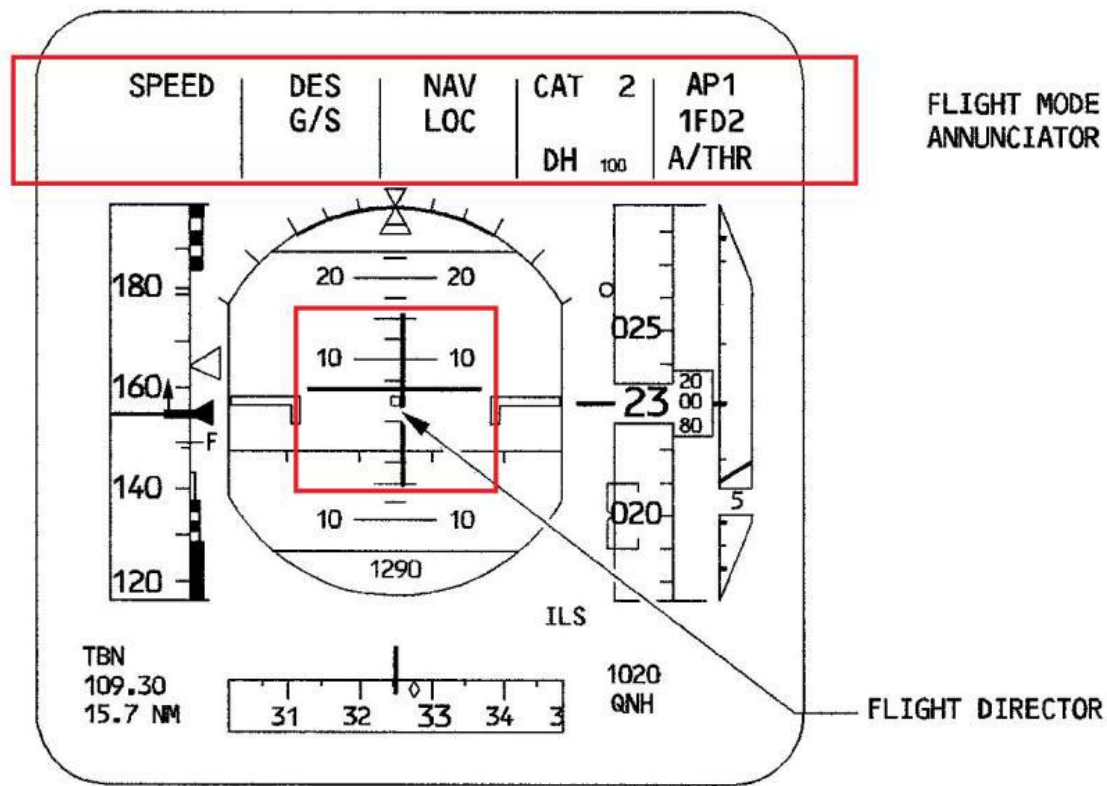 SPEED DES NAV CAT 2 AP1
G/S LOC 1FD2
DH 100 A/THR
FLIGHT MODE
ANNUNCIATOR
180
160
140
120
F
20 20
10 10
10 10
1290
025
23
20
00
80
020
5
ILS
TBN
109.30
15.7 NM
31 32 33 34 3
1020
QNH
FLIGHT DIRECTOR